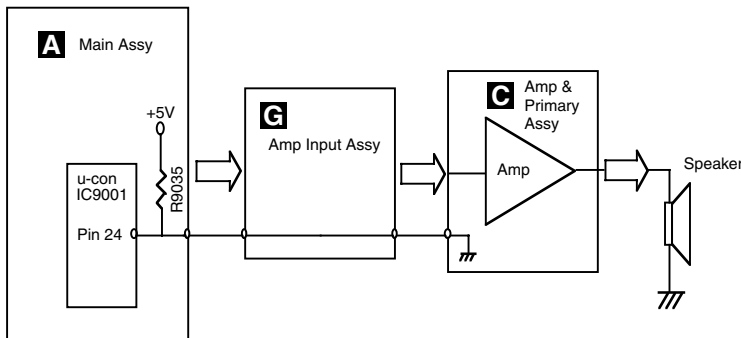 A Main Assy
+5V
R9035
u-con
IC9001
Pin 24
G
Amp Input Assy
C Amp &
Primary
Assy
Amp
Speaker